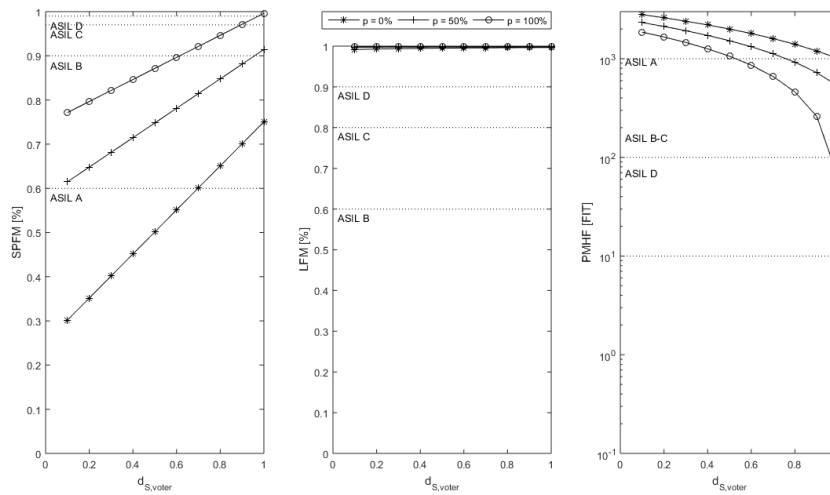 p = 0% p = 50% p = 100%
1
0.9
0.8
0.7
0.6
0.5
0.4
0.3
0.2
0.1
0
ASIL D
ASIL C
ASIL B
ASIL A
SPFM [%]
0 0.2 0.4 0.6 0.8 1
d_S,voter
1
0.9
0.8
0.7
0.6
0.5
0.4
0.3
0.2
0.1
0
ASIL D
ASIL C
ASIL B
LFM [%]
0 0.2 0.4 0.6 0.8 1
d_S,voter
10^3
10^2
10^1
10^0
10^-1
ASIL A
ASIL B-C
ASIL D
PMHF [FIT]
0 0.2 0.4 0.6 0.8
d_S,voter